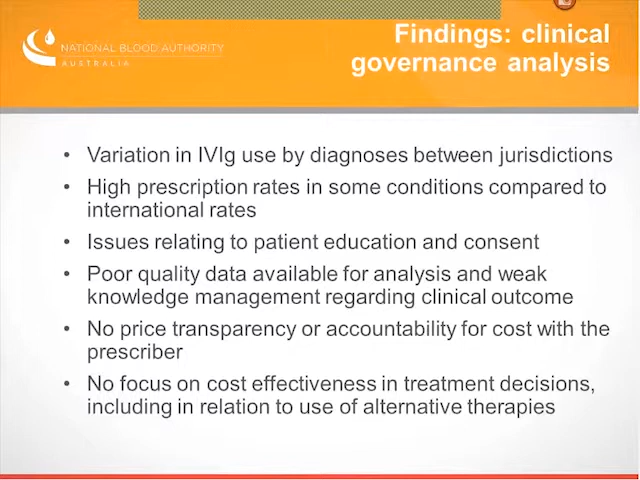 Findings: clinical
governance analysis
NATIONAL BLOOD AUTHORITY
AUSTRALIA
• Variation in IVIg use by diagnoses between jurisdictions
• High prescription rates in some conditions compared to
international rates
• Issues relating to patient education and consent
• Poor quality data available for analysis and weak
knowledge management regarding clinical outcome
• No price transparency or accountability for cost with the
prescriber
• No focus on cost effectiveness in treatment decisions,
including in relation to use of alternative therapies